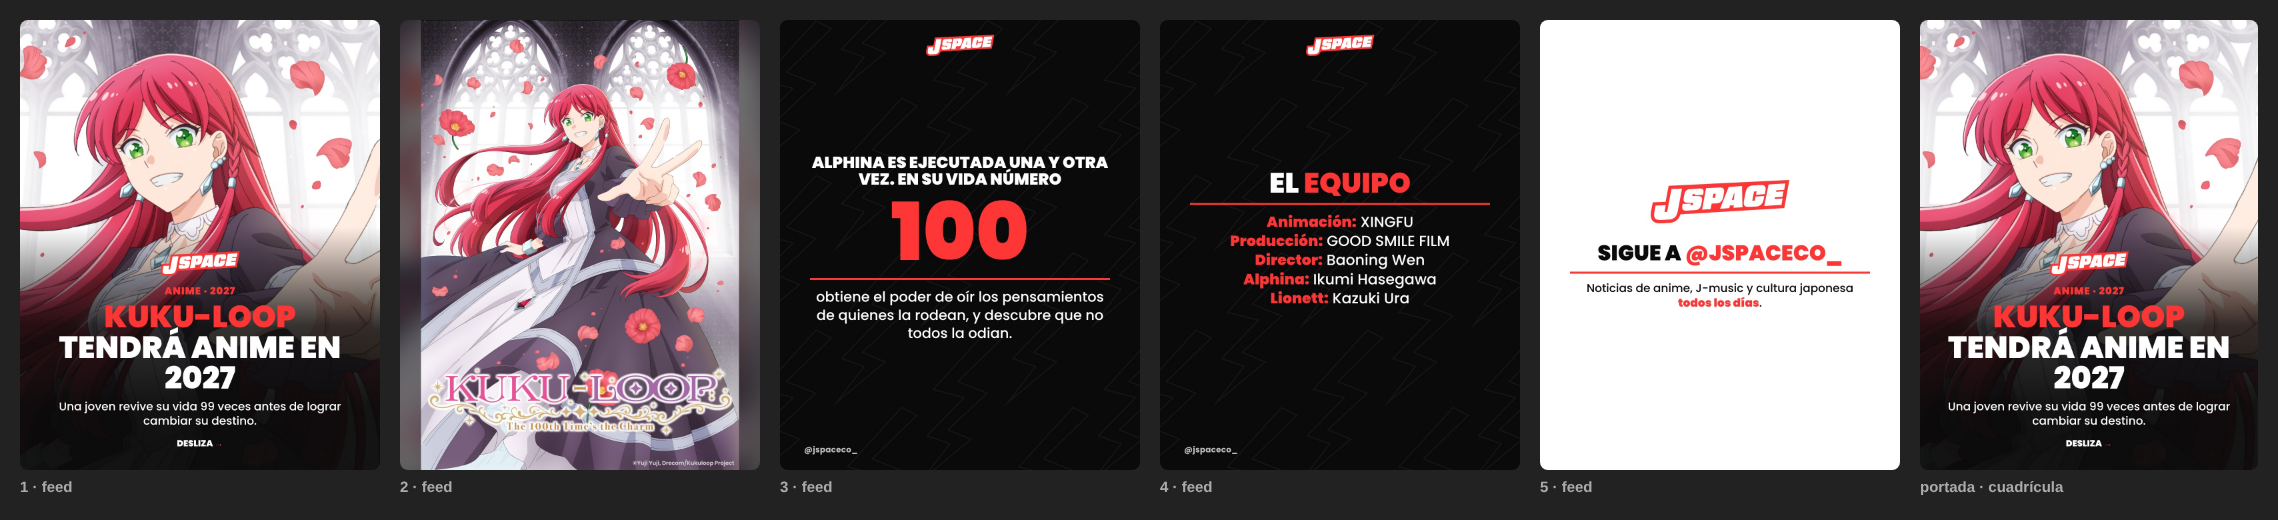 JSPACE
ANIME · 2027
KUKU-LOOP
TENDRÁ ANIME EN
2027
Una joven revive su vida 99 veces antes de lograr
cambiar su destino.
DESLIZA
1 · feed
KUKU-LOOP
The 100th Time's the Charm
©Yuji Yuji, Drecom/Kukuloop Project
2 · feed
JSPACE
ALPHINA ES EJECUTADA UNA Y OTRA
VEZ. EN SU VIDA NÚMERO
100
obtiene el poder de oír los pensamientos
de quienes la rodean, y descubre que no
todos la odian.
@jspaceco_
3 · feed
JSPACE
EL EQUIPO
Animación: XINGFU
Producción: GOOD SMILE FILM
Director: Baoning Wen
Alphina: Ikumi Hasegawa
Lionett: Kazuki Ura
@jspaceco_
4 · feed
JSPACE
SIGUE A @JSPACECO_
Noticias de anime, J-music y cultura japonesa
todos los días.
5 · feed
JSPACE
ANIME · 2027
KUKU-LOOP
TENDRÁ ANIME EN
2027
Una joven revive su vida 99 veces antes de lograr
cambiar su destino.
DESLIZA
portada · cuadrícula